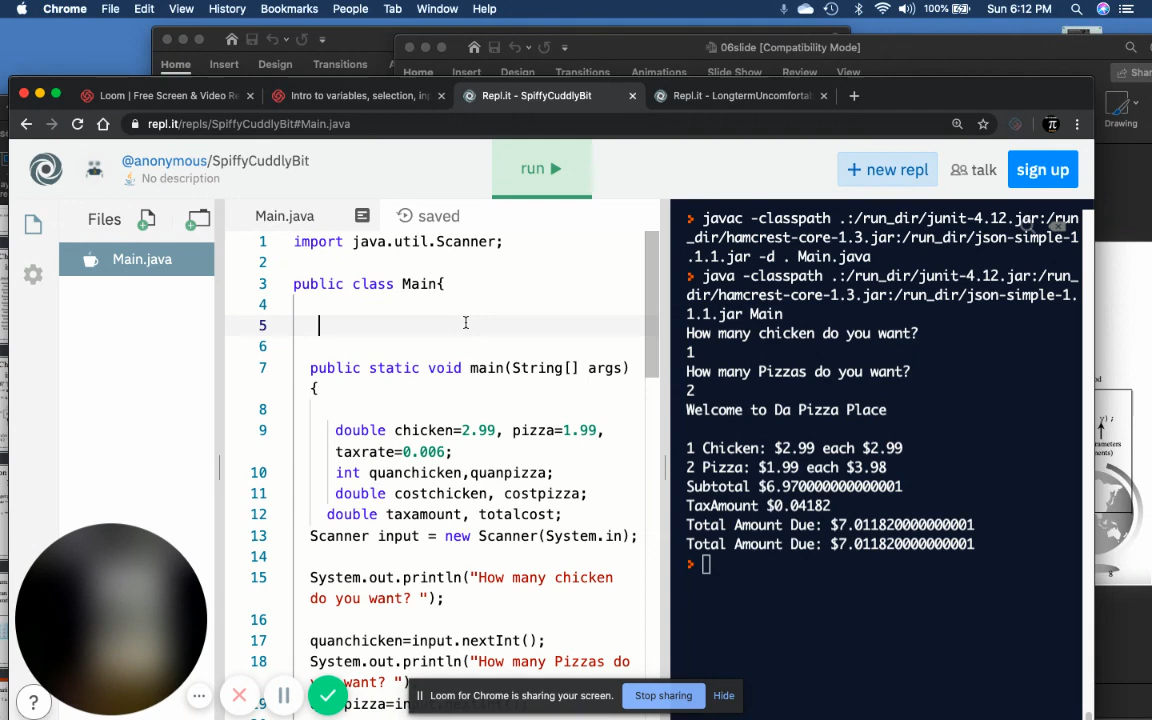 Chrome File Edit View History Bookmarks People Tab Window Help 100% Sun 6:12 PM
06slide [Compatibility Mode]
Home Insert Design Transitions
Home Insert Design Transitions Animations Slide Show Review View Shar
Drawing
Loom | Free Screen & Video Re × Intro to variables, selection, in × Repl.it - SpiffyCuddlyBit × Repl.it - LongtermUncomforta × +
repl.it/repls/SpiffyCuddlyBit#Main.java
@anonymous/SpiffyCuddlyBit
No description
run
+ new repl talk sign up
Files
Main.java
Main.java saved
1 import java.util.Scanner;
2
3 public class Main{
4
5
6
7 public static void main(String[] args)
{
8
9 double chicken=2.99, pizza=1.99,
taxrate=0.006;
10 int quanchicken,quanpizza;
11 double costchicken, costpizza;
12 double taxamount, totalcost;
13 Scanner input = new Scanner(System.in);
14
15 System.out.println("How many chicken
do you want? ");
16
17 quanchicken=input.nextInt();
18 System.out.println("How many Pizzas do
want? ")
javac -classpath .:/run_dir/junit-4.12.jar:/run
_dir/hamcrest-core-1.3.jar:/run_dir/json-simple-1
.1.1.jar -d . Main.java
java -classpath .:/run_dir/junit-4.12.jar:/run_
dir/hamcrest-core-1.3.jar:/run_dir/json-simple-1.
1.1.jar Main
How many chicken do you want?
1
How many Pizzas do you want?
2
Welcome to Da Pizza Place
1 Chicken: $2.99 each $2.99
2 Pizza: $1.99 each $3.98
Subtotal $6.970000000000001
TaxAmount $0.04182
Total Amount Due: $7.011820000000001
Total Amount Due: $7.011820000000001
Loom for Chrome is sharing your screen. Stop sharing Hide
?
8